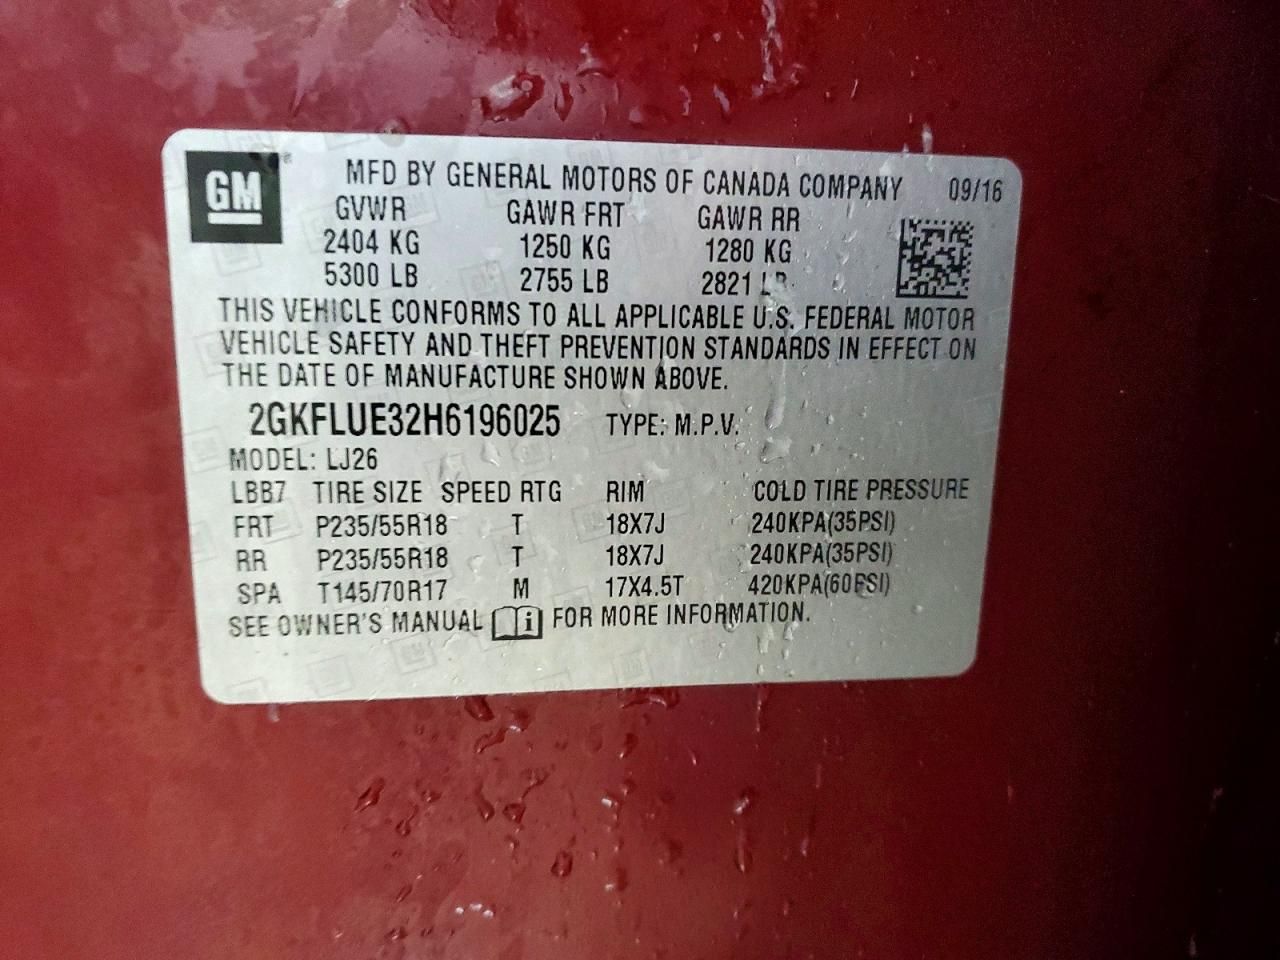 GM
MFD BY GENERAL MOTORS OF CANADA COMPANY 09/16
GVWR GAWR FRT GAWR RR
2404 KG 1250 KG 1280 KG
5300 LB 2755 LB 2821 LB
THIS VEHICLE CONFORMS TO ALL APPLICABLE U.S. FEDERAL MOTOR
VEHICLE SAFETY AND THEFT PREVENTION STANDARDS IN EFFECT ON
THE DATE OF MANUFACTURE SHOWN ABOVE.
2GKFLUE32H6196025 TYPE: M.P.V.
MODEL: LJ26
LBB7 TIRE SIZE SPEED RTG RIM COLD TIRE PRESSURE
FRT P235/55R18 T 18X7J 240KPA(35PSI)
RR P235/55R18 T 18X7J 240KPA(35PSI)
SPA T145/70R17 M 17X4.5T 420KPA(60PSI)
SEE OWNER'S MANUAL i FOR MORE INFORMATION.